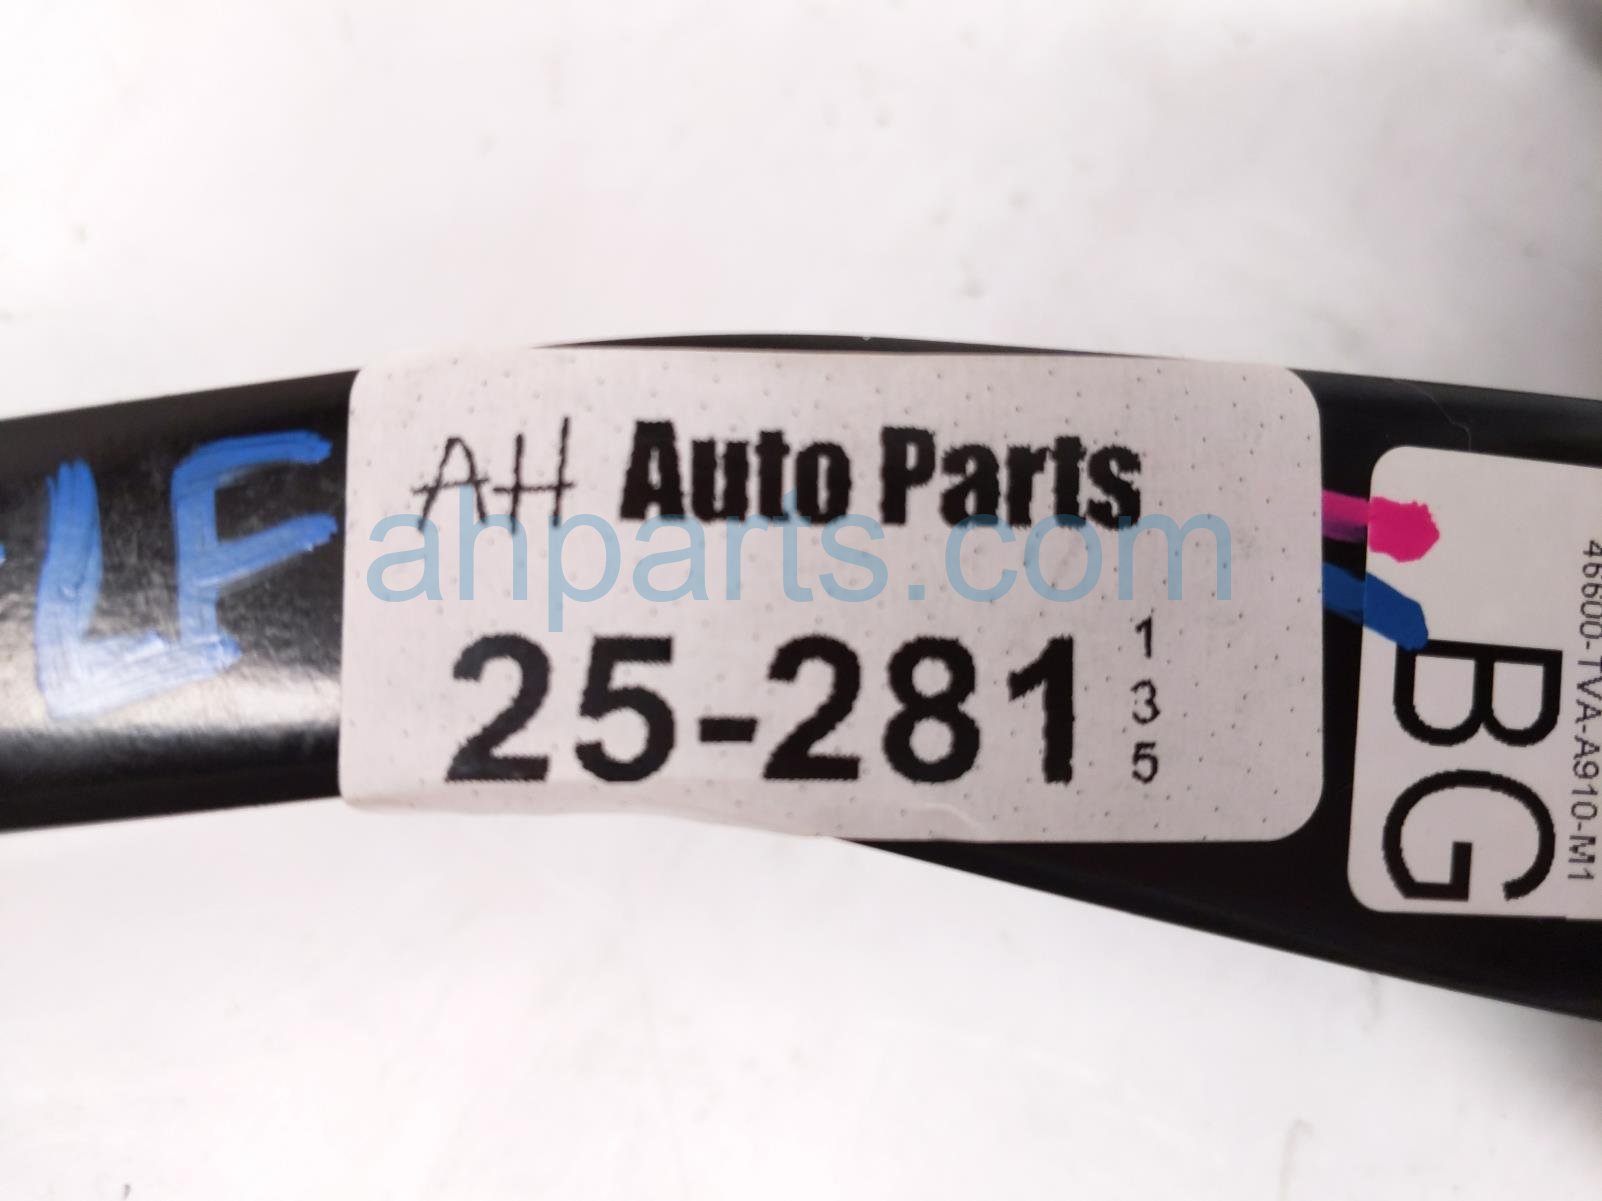 LF
AH Auto Parts
ahparts.com
25-281
1
3
5
BG
46600-TVA-A910-M1